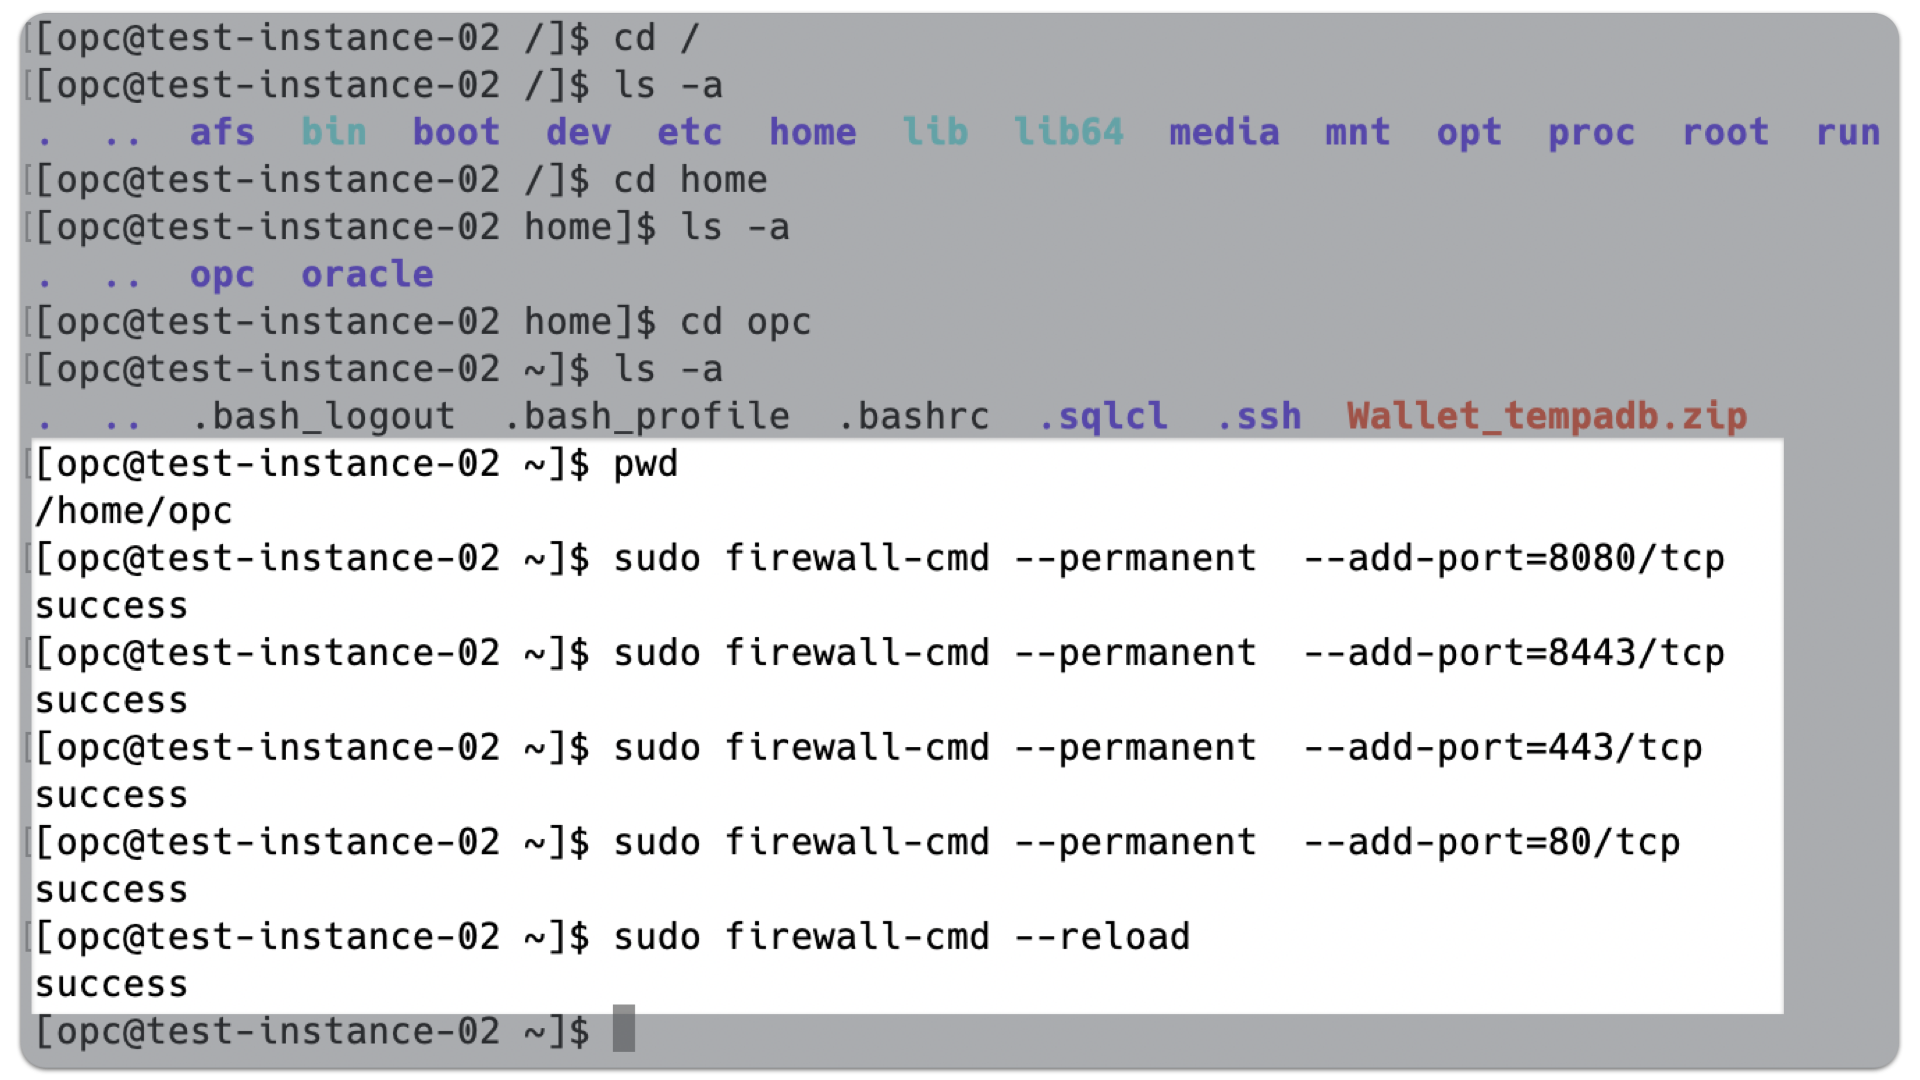 [opc@test-instance-02 /]$ cd /
[opc@test-instance-02 /]$ ls -a
.  ..  afs  bin  boot  dev  etc  home  lib  lib64  media  mnt  opt  proc  root  run
[opc@test-instance-02 /]$ cd home
[opc@test-instance-02 home]$ ls -a
.  ..  opc  oracle
[opc@test-instance-02 home]$ cd opc
[opc@test-instance-02 ~]$ ls -a
.  ..  .bash_logout  .bash_profile  .bashrc  .sqlcl  .ssh  Wallet_tempadb.zip
[opc@test-instance-02 ~]$ pwd
/home/opc
[opc@test-instance-02 ~]$ sudo firewall-cmd --permanent  --add-port=8080/tcp
success
[opc@test-instance-02 ~]$ sudo firewall-cmd --permanent  --add-port=8443/tcp
success
[opc@test-instance-02 ~]$ sudo firewall-cmd --permanent  --add-port=443/tcp
success
[opc@test-instance-02 ~]$ sudo firewall-cmd --permanent  --add-port=80/tcp
success
[opc@test-instance-02 ~]$ sudo firewall-cmd --reload
success
[opc@test-instance-02 ~]$